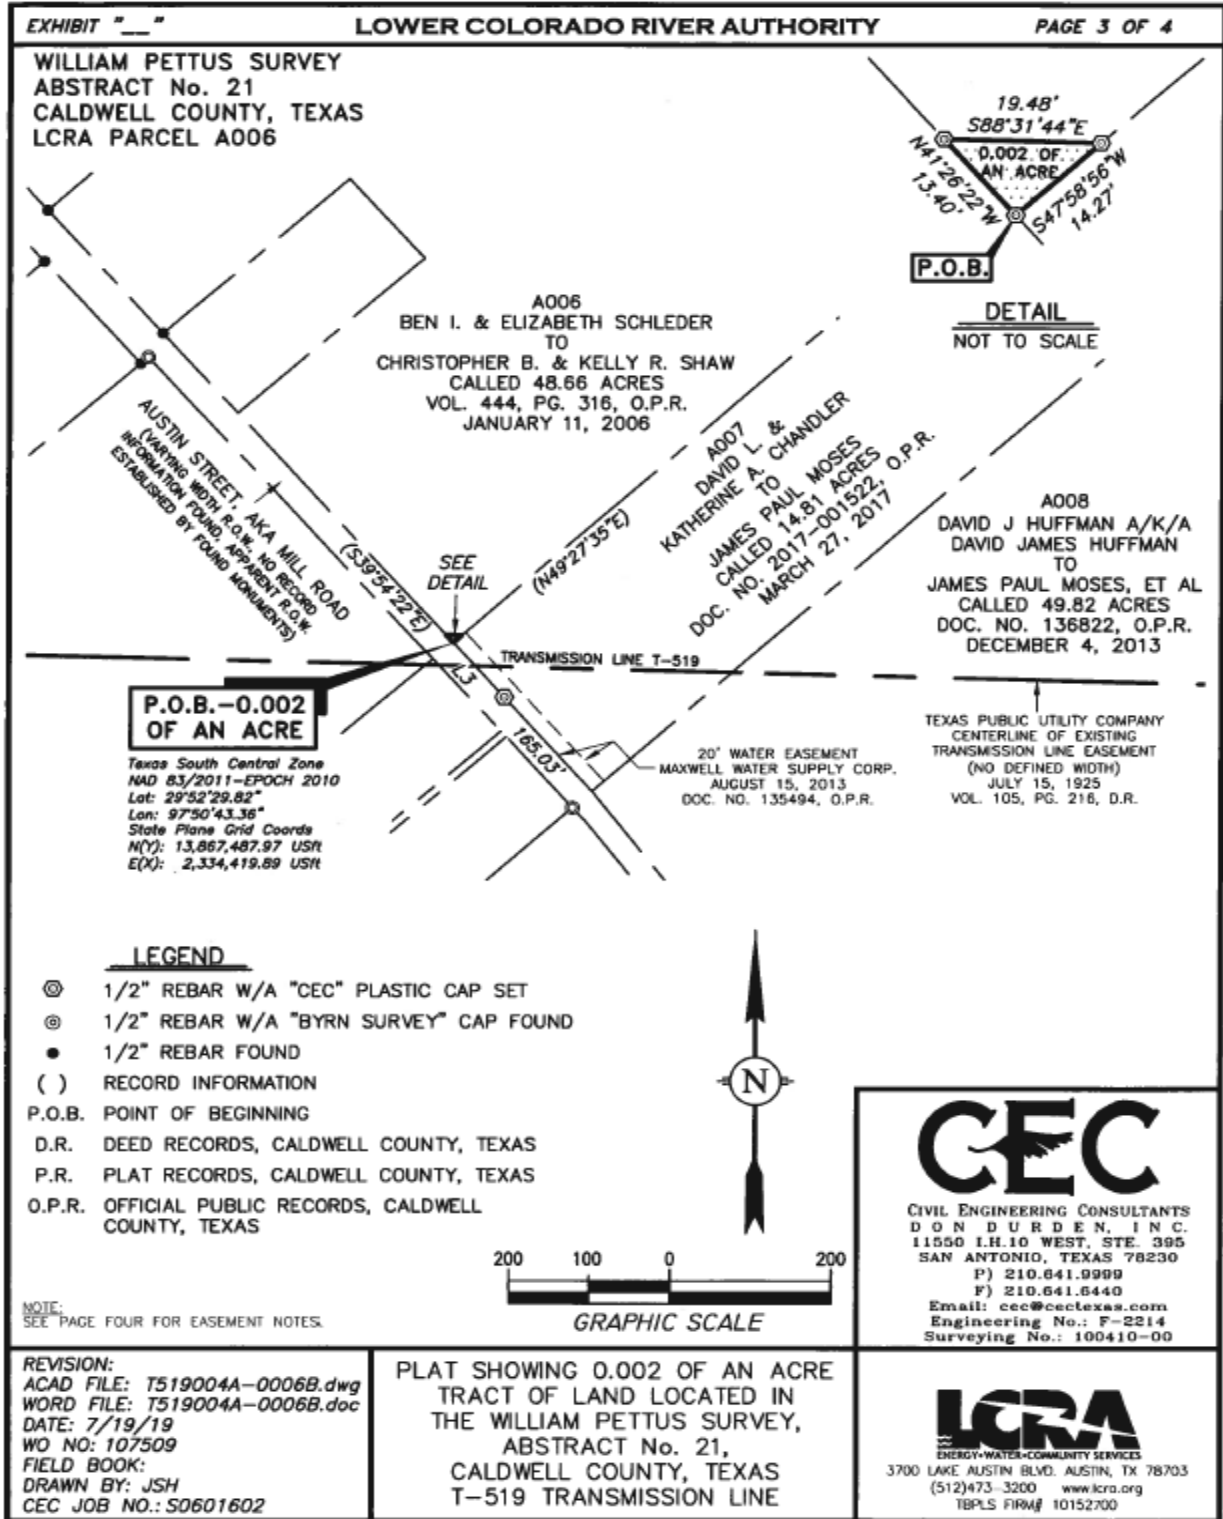 EXHIBIT "__"
LOWER COLORADO RIVER AUTHORITY
PAGE 3 OF 4
WILLIAM PETTUS SURVEY
ABSTRACT No. 21
CALDWELL COUNTY, TEXAS
LCRA PARCEL A006
19.48'
S88°31'44"E
0.002 OF
AN ACRE
N41°26'22"W
13.40'
S47°58'56"W
14.27'
P.O.B.
DETAIL
NOT TO SCALE
A006
BEN I. & ELIZABETH SCHLEDER
TO
CHRISTOPHER B. & KELLY R. SHAW
CALLED 48.66 ACRES
VOL. 444, PG. 316, O.P.R.
JANUARY 11, 2006
AUSTIN STREET, AKA MILL ROAD
(VARYING WIDTH R.O.W., NO RECORD
INFORMATION FOUND, APPARENT R.O.W.
ESTABLISHED BY FOUND MONUMENTS)
(S39°54'22"E)
SEE
DETAIL
(N49°27'35"E)
A007
DAVID L. &
KATHERINE A. CHANDLER
TO
JAMES PAUL MOSES
CALLED 14.81 ACRES
DOC. NO. 2017-001522, O.P.R.
MARCH 27, 2017
A008
DAVID J HUFFMAN A/K/A
DAVID JAMES HUFFMAN
TO
JAMES PAUL MOSES, ET AL
CALLED 49.82 ACRES
DOC. NO. 136822, O.P.R.
DECEMBER 4, 2013
TRANSMISSION LINE T-519
L3
165.03'
P.O.B.-0.002
OF AN ACRE
Texas South Central Zone
NAD 83/2011-EPOCH 2010
Lat: 29°52'29.82"
Lon: 97°50'43.36"
State Plane Grid Coords
N(Y): 13,867,487.97 USft
E(X): 2,334,419.89 USft
20' WATER EASEMENT
MAXWELL WATER SUPPLY CORP.
AUGUST 15, 2013
DOC. NO. 135494, O.P.R.
TEXAS PUBLIC UTILITY COMPANY
CENTERLINE OF EXISTING
TRANSMISSION LINE EASEMENT
(NO DEFINED WIDTH)
JULY 15, 1925
VOL. 105, PG. 216, D.R.
LEGEND
1/2" REBAR W/A "CEC" PLASTIC CAP SET
1/2" REBAR W/A "BYRN SURVEY" CAP FOUND
1/2" REBAR FOUND
( ) RECORD INFORMATION
P.O.B. POINT OF BEGINNING
D.R. DEED RECORDS, CALDWELL COUNTY, TEXAS
P.R. PLAT RECORDS, CALDWELL COUNTY, TEXAS
O.P.R. OFFICIAL PUBLIC RECORDS, CALDWELL
COUNTY, TEXAS
N
200 100 0 200
GRAPHIC SCALE
NOTE:
SEE PAGE FOUR FOR EASEMENT NOTES.
CEC
CIVIL ENGINEERING CONSULTANTS
DON DURDEN, INC.
11550 I.H.10 WEST, STE. 395
SAN ANTONIO, TEXAS 78230
P) 210.641.9999
F) 210.641.6440
Email: cec@cectexas.com
Engineering No.: F-2214
Surveying No.: 100410-00
REVISION:
ACAD FILE: T519004A-0006B.dwg
WORD FILE: T519004A-0006B.doc
DATE: 7/19/19
WO NO: 107509
FIELD BOOK:
DRAWN BY: JSH
CEC JOB NO.: S0601602
PLAT SHOWING 0.002 OF AN ACRE
TRACT OF LAND LOCATED IN
THE WILLIAM PETTUS SURVEY,
ABSTRACT No. 21,
CALDWELL COUNTY, TEXAS
T-519 TRANSMISSION LINE
LCRA
ENERGY•WATER•COMMUNITY SERVICES
3700 LAKE AUSTIN BLVD. AUSTIN, TX 78703
(512)473-3200 www.lcra.org
TBPLS FIRM# 10152700